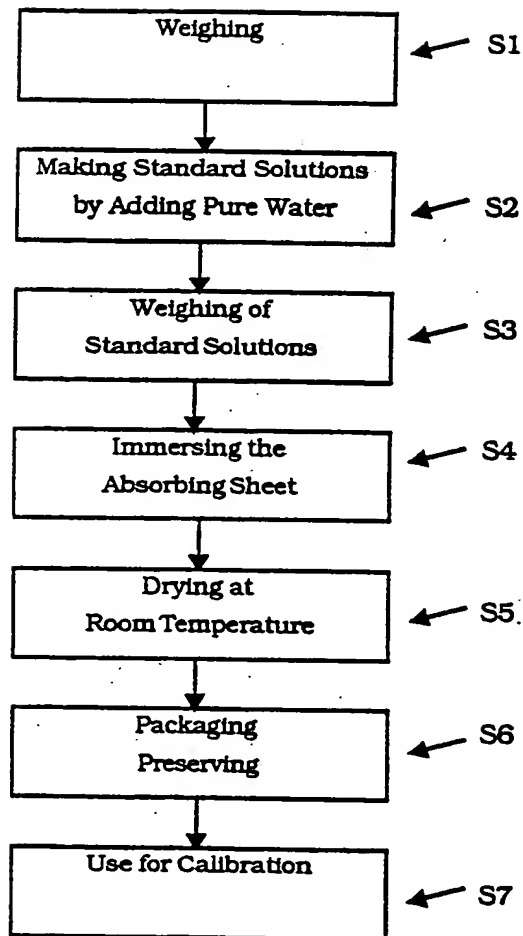 Weighing
S1
Making Standard Solutions
by Adding Pure Water
S2
Weighing of
Standard Solutions
S3
Immersing the
Absorbing Sheet
S4
Drying at
Room Temperature
S5.
Packaging
Preserving
S6
Use for Calibration
S7